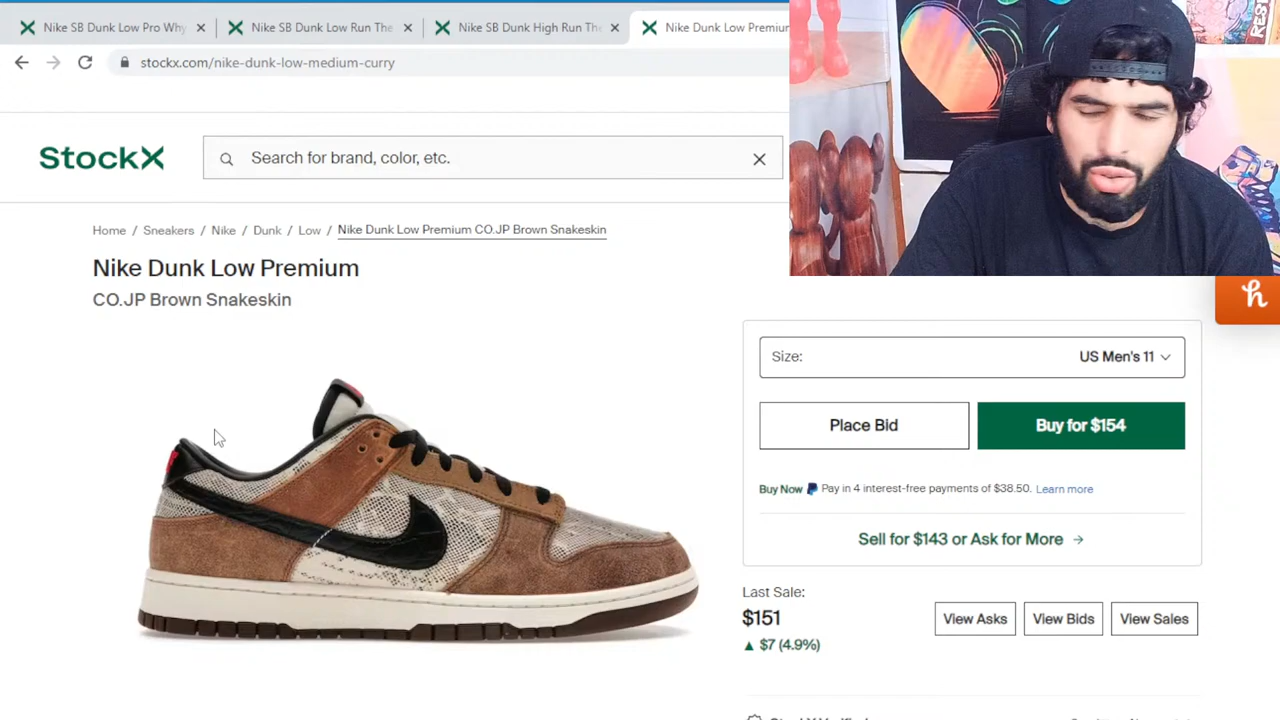 Nike SB Dunk Low Pro Why
Nike SB Dunk Low Run The
Nike SB Dunk High Run The
Nike Dunk Low Premium
stockx.com/nike-dunk-low-medium-curry
StockX
Search for brand, color, etc.
Home / Sneakers / Nike / Dunk / Low / Nike Dunk Low Premium CO.JP Brown Snakeskin
Nike Dunk Low Premium
CO.JP Brown Snakeskin
Size: US Men's 11
Place Bid
Buy for $154
Buy Now Pay in 4 interest-free payments of $38.50. Learn more
Sell for $143 or Ask for More →
Last Sale:
$151
▲ $7 (4.9%)
View Asks
View Bids
View Sales